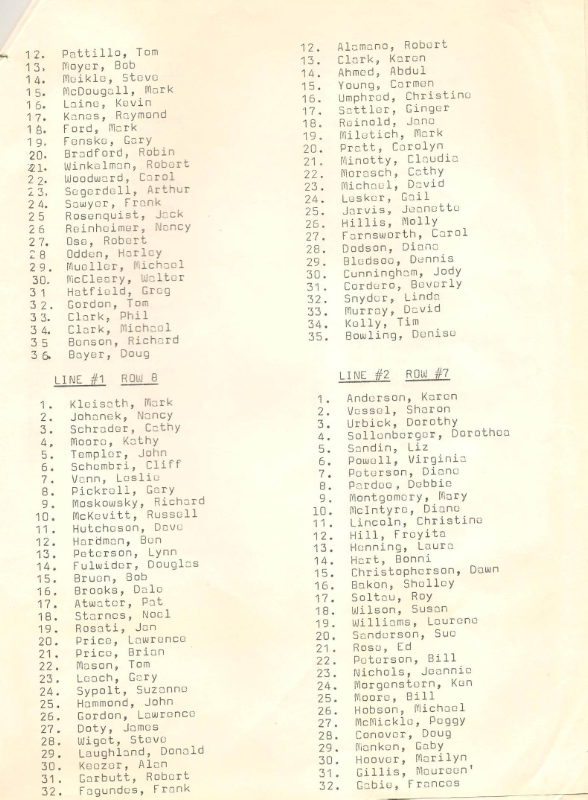 12. Pattillo, Tom
13. Moyer, Bob
14. Meikle, Steve
15. McDougall, Mark
16. Laine, Kevin
17. Kanes, Raymond
18. Ford, Mark
19. Fenske, Gary
20. Bradford, Robin
21. Winkelman, Robert
22. Woodward, Carol
23. Segerdell, Arthur
24. Sawyer, Frank
25 Rosenquist, Jack
26 Reinheimer, Nancy
27. Ose, Robert
28 Odden, Harley
29. Mueller, Michael
30. McCleary, Walter
31 Hatfield, Greg
32. Gordon, Tom
33. Clark, Phil
34. Clark, Michael
35 Benson, Richard
36. Bayer, Doug
LINE #1 ROW 8
1. Kleiseth, Mark
2. Johanek, Nancy
3. Schrader, Cathy
4, Moore, Kathy
5. Templer, John
6. Schembri, Cliff
7. Vann, Leslie
8. Pickrell, Gary
9. Moskowsky, Richard
10. McKevitt, Russell
11. Hutcheson, Dave
12. Hardman, Ben
13. Peterson, Lynn
14. Fulwider, Douglas
15. Bruen, Bob
16. Brooks, Dale
17. Atwater, Pat
18. Starnes, Noel
19. Rosati, Jan
20. Price, Lawrence
21. Price, Brian
22. Mason, Tom
23. Leach, Gary
24. Sypolt, Suzanne
25. Hammond, John
26. Gordon, Lawrence
27. Doty, James
28. Wiget, Steve
29. Laughland, Donald
30. Keezer, Alan
31. Garbutt, Robert
32. Fagundes, Frank
12. Alamano, Robert
13. Clark, Karen
14. Ahmed, Abdul
15. Young, Carmen
16. Umphred, Christine
17. Sattler, Ginger
18. Reinold, Jane
19. Miletich, Mark
20. Pratt, Carolyn
21. Minotty, Claudia
22. Morasch, Cathy
23. Michael, David
24. Lesker, Gail
25. Jarvis, Jeanette
26. Hillis, Molly
27. Farnsworth, Carol
28. Dodson, Diane
29. Bledsoe, Dennis
30. Cunningham, Jody
31. Cordero, Beverly
32. Snyder, Linda
33. Murray, David
34. Kelly, Tim
35. Bowling, Denise
LINE #2 ROW #7
1. Anderson, Karen
2. Vessel, Sharon
3. Urbick, Dorothy
4. Sollenberger, Dorothea
5. Sandin, Liz
6. Powell, Virginia
7. Peterson, Diane
8. Pardee, Debbie
9. Montgomery, Mary
10. McIntyre, Diane
11. Lincoln, Christine
12. Hill, Freyita
13. Henning, Laura
14. Hart, Bonni
15. Christopherson, Dawn
16. Bakon, Shelley
17. Soltau, Roy
18. Wilson, Susan
19. Williams, Laurene
20. Sanderson, Sue
21. Rose, Ed
22. Peterson, Bill
23. Nichols, Jeannie
24. Morgenstern, Ken
25. Moore, Bill
26. Hobson, Michael
27. McMickle, Peggy
28. Conover, Doug
29. Manken, Gaby
30. Hoover, Marilyn
31. Gillis, Maureen'
32. Gabie, Frances